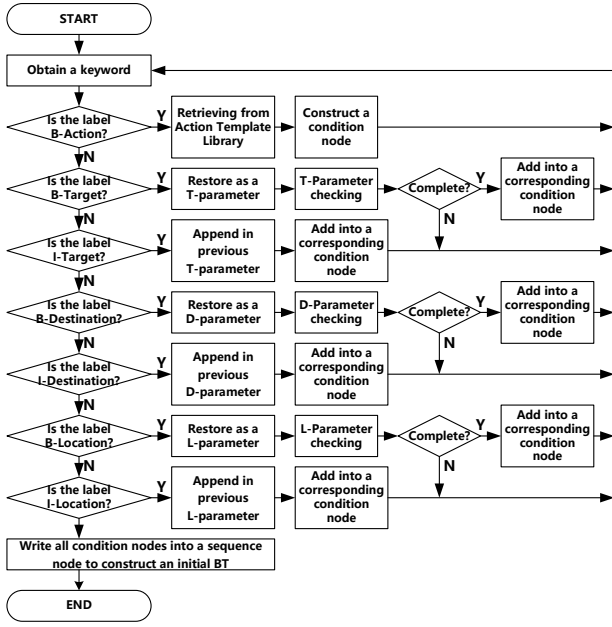 START
Obtain a keyword
Is the label
B-Action?
Y
Retrieving from
Action Template
Library
Construct a
condition
node
N
Is the label
B-Target?
Y
Restore as a
T-parameter
T-Parameter
checking
Complete?
Y
Add into a
corresponding
condition
node
N
N
Is the label
I-Target?
Y
Append in
previous
T-parameter
Add into a
corresponding
condition
node
N
Is the label
B-Destination?
Y
Restore as a
D-parameter
D-Parameter
checking
Complete?
Y
Add into a
corresponding
condition
node
N
N
Is the label
I-Destination?
Y
Append in
previous
D-parameter
Add into a
corresponding
condition
node
N
Is the label
B-Location?
Y
Restore as a
L-parameter
L-Parameter
checking
Complete?
Y
Add into a
corresponding
condition
node
N
N
Is the label
I-Location?
Y
Append in
previous
L-parameter
Add into a
corresponding
condition
node
Write all condition nodes into a sequence
node to construct an initial BT
END